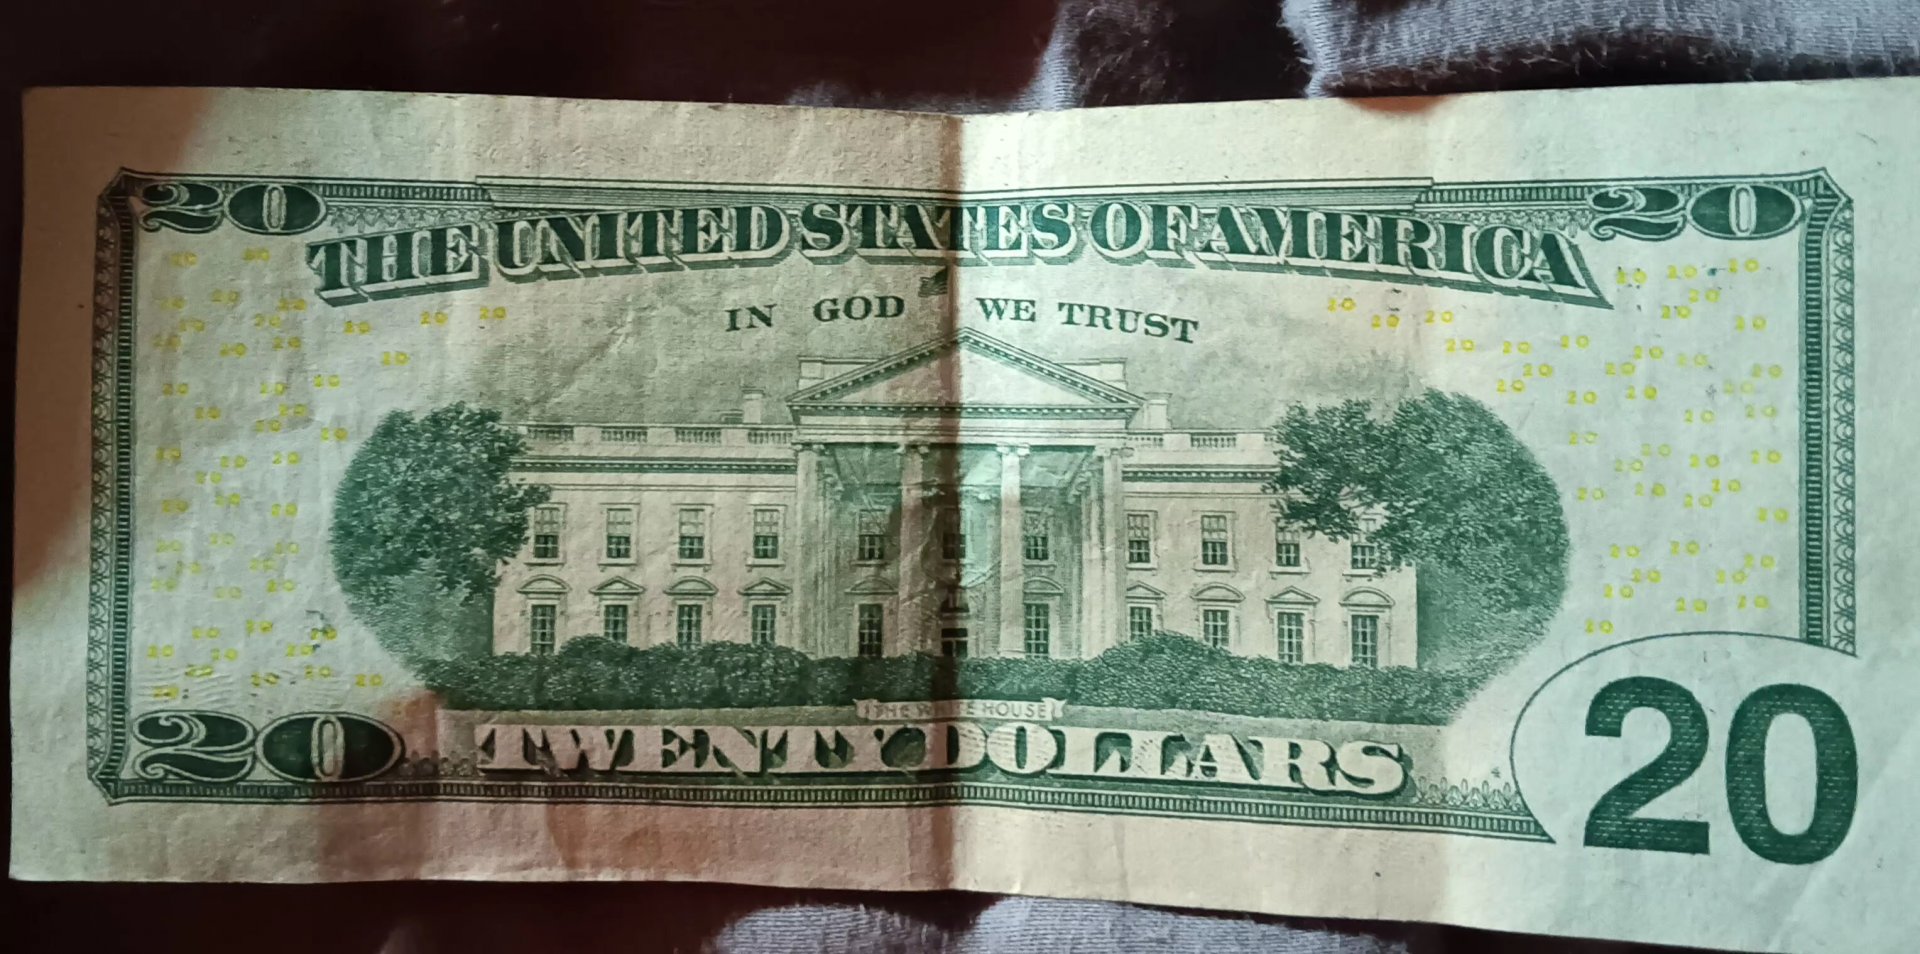 20 20
THE UNITED STATES OF AMERICA
IN GOD WE TRUST
THE WHITE HOUSE
20 TWENTY DOLLARS 20